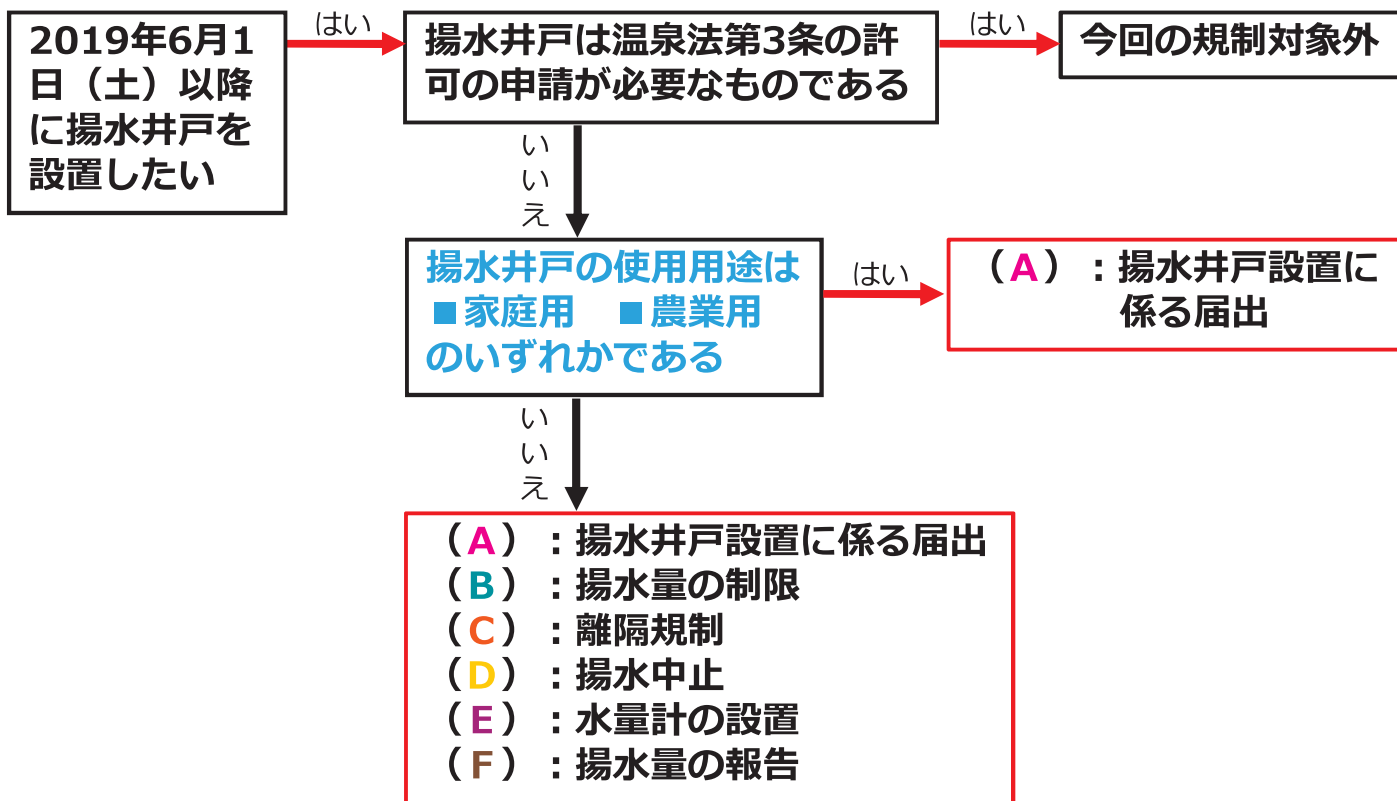 2019年6月1
日（土）以降
に揚水井戸を
設置したい
はい
揚水井戸は温泉法第3条の許
可の申請が必要なものである
はい
今回の規制対象外
いいえ
揚水井戸の使用用途は
■家庭用　■農業用
のいずれかである
はい
（A）：揚水井戸設置に
係る届出
いいえ
（A）：揚水井戸設置に係る届出
（B）：揚水量の制限
（C）：離隔規制
（D）：揚水中止
（E）：水量計の設置
（F）：揚水量の報告